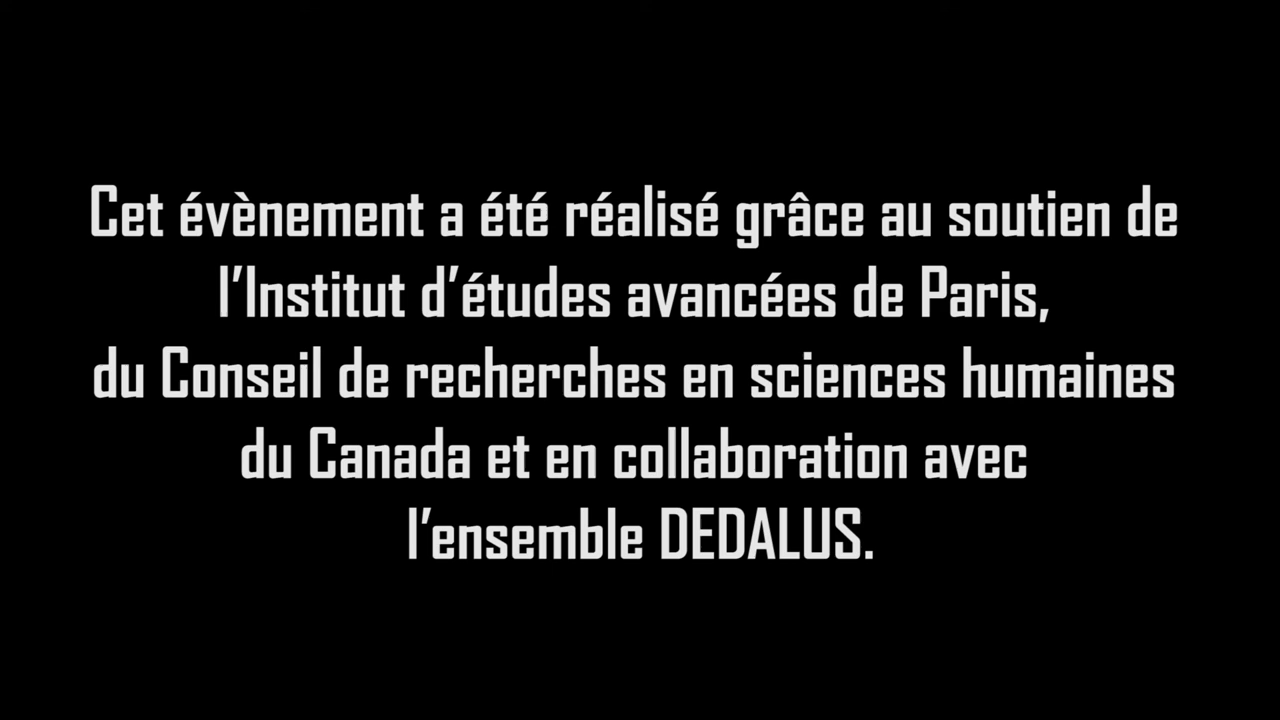 Cet évènement a été réalisé grâce au soutien de
l’Institut d’études avancées de Paris,
du Conseil de recherches en sciences humaines
du Canada et en collaboration avec
l’ensemble DEDALUS.